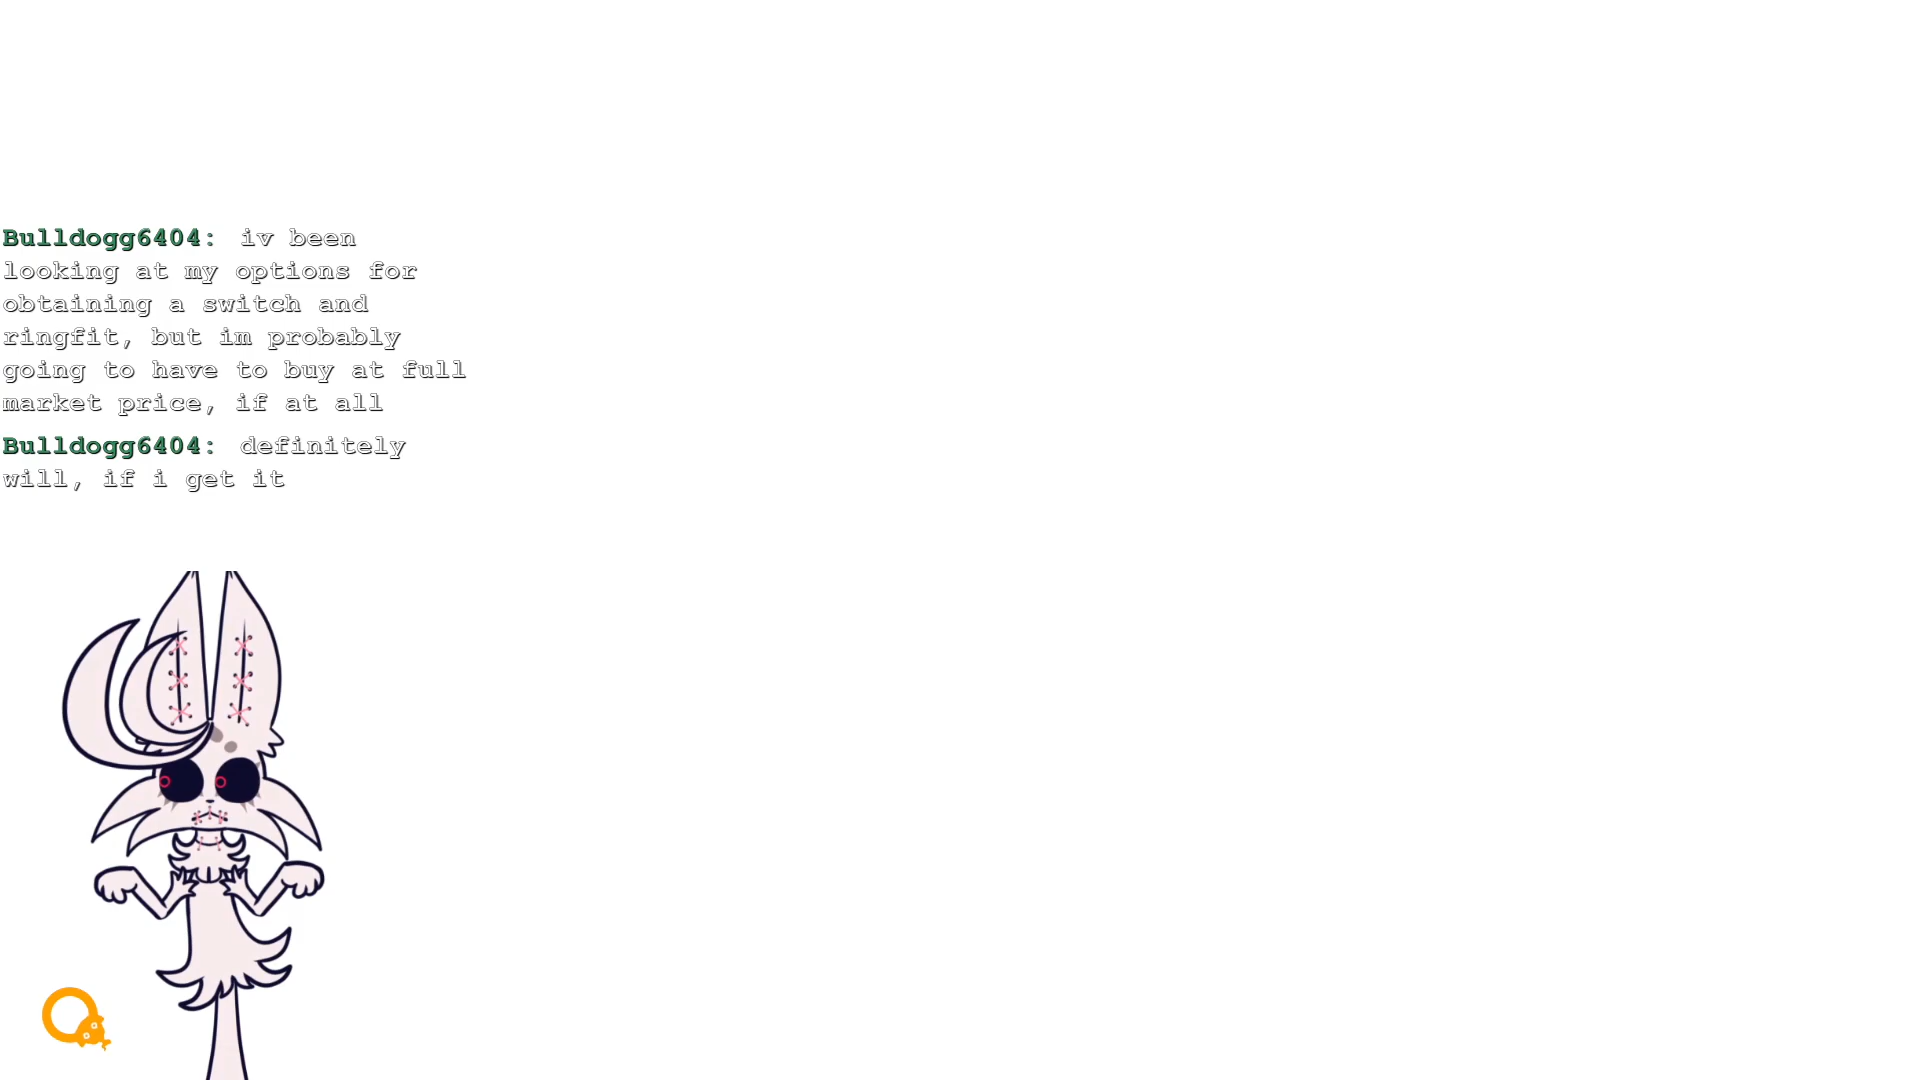 Bulldogg6404: iv been
looking at my options for
obtaining a switch and
ringfit, but im probably
going to have to buy at full
market price, if at all
Bulldogg6404: definitely
will, if i get it